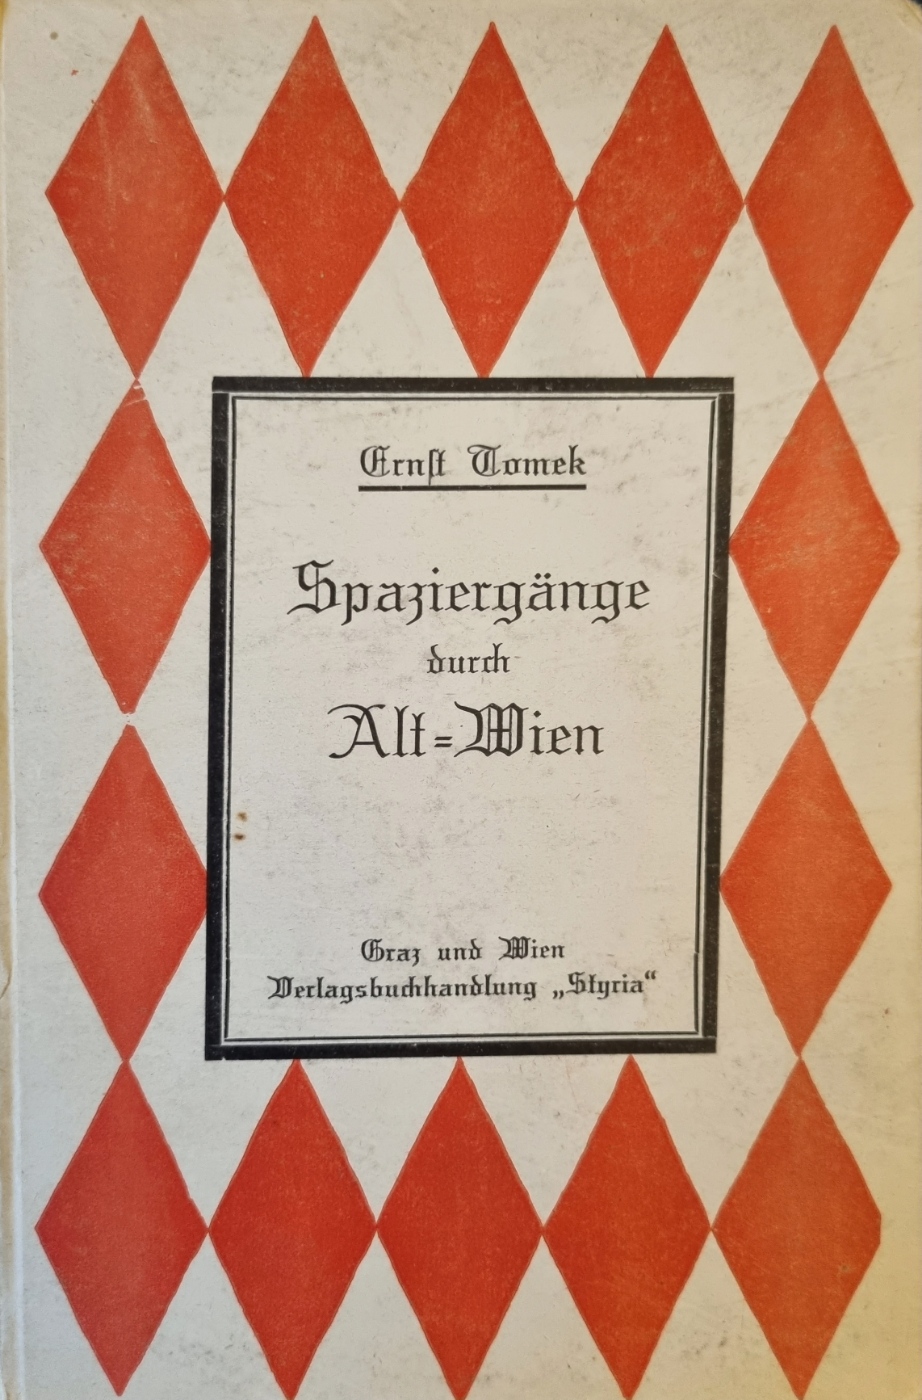 Ernst Tomek
Spaziergänge
durch
Alt=Wien
Graz und Wien
Verlagsbuchhandlung „Styria“